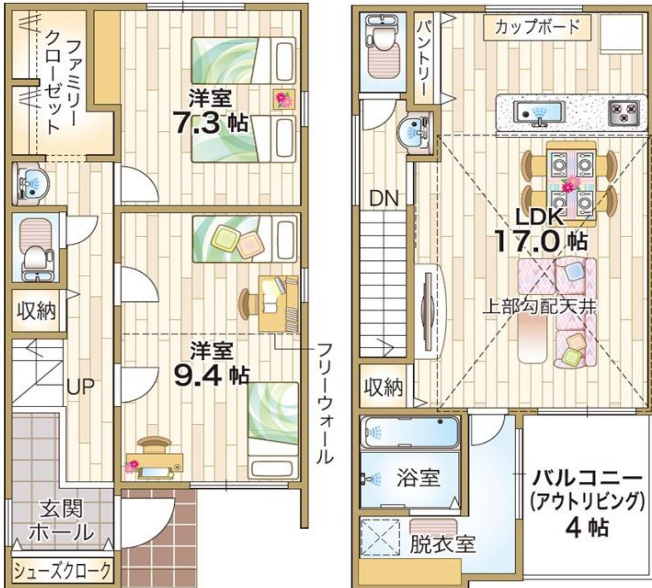 ファミリー
クローゼット
洋室
7.3 帖
収納
UP
洋室
9.4 帖
フリーウォール
玄関
ホール
シューズクローク
パントリー
カップボード
DN
LDK
17.0 帖
上部勾配天井
収納
浴室
脱衣室
バルコニー
(アウトリビング)
4 帖